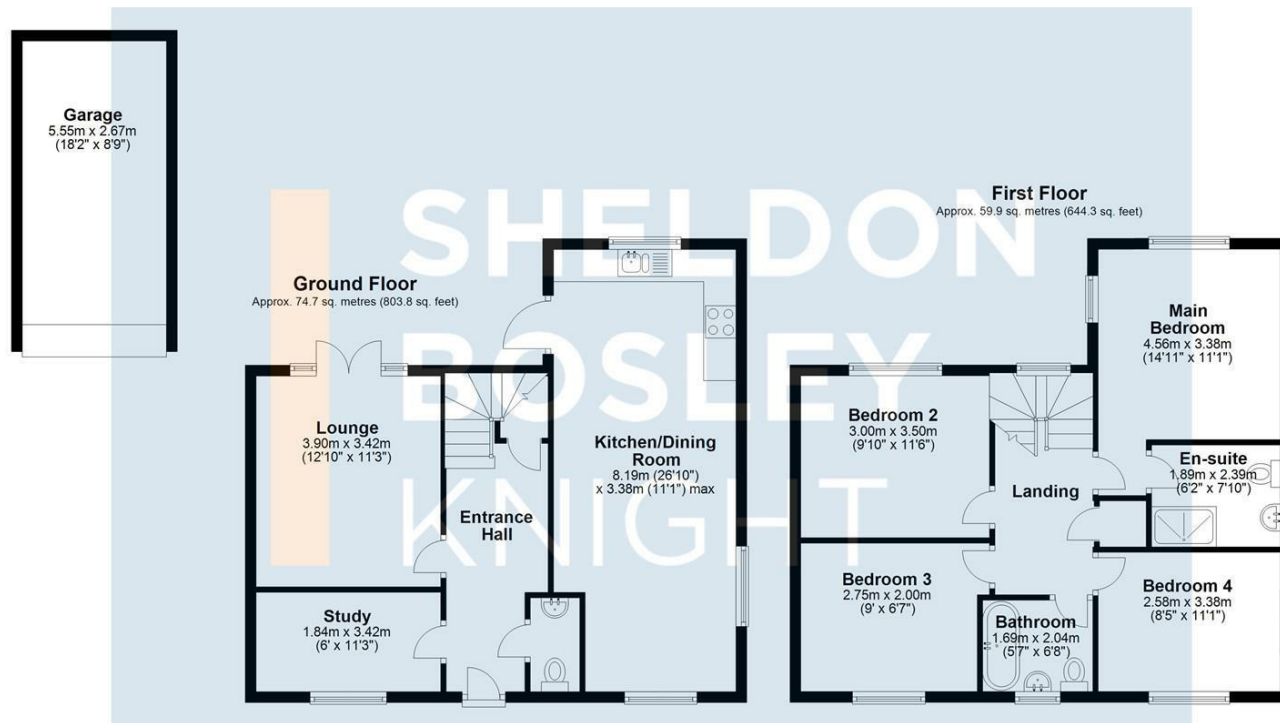 Garage
5.55m x 2.67m
(18'2" x 8'9")
SHELDON
BOSLEY
KNIGHT
Ground Floor
Approx. 74.7 sq. metres (803.8 sq. feet)
Lounge
3.90m x 3.42m
(12'10" x 11'3")
Kitchen/Dining
Room
8.19m (26'10")
x 3.38m (11'1") max
Entrance
Hall
Study
1.84m x 3.42m
(6' x 11'3")
First Floor
Approx. 59.9 sq. metres (644.3 sq. feet)
Main
Bedroom
4.56m x 3.38m
(14'11" x 11'1")
Bedroom 2
3.00m x 3.50m
(9'10" x 11'6")
En-suite
1.89m x 2.39m
(6'2" x 7'10")
Landing
Bedroom 3
2.75m x 2.00m
(9' x 6'7")
Bathroom
1.69m x 2.04m
(5'7" x 6'8")
Bedroom 4
2.58m x 3.38m
(8'5" x 11'1")